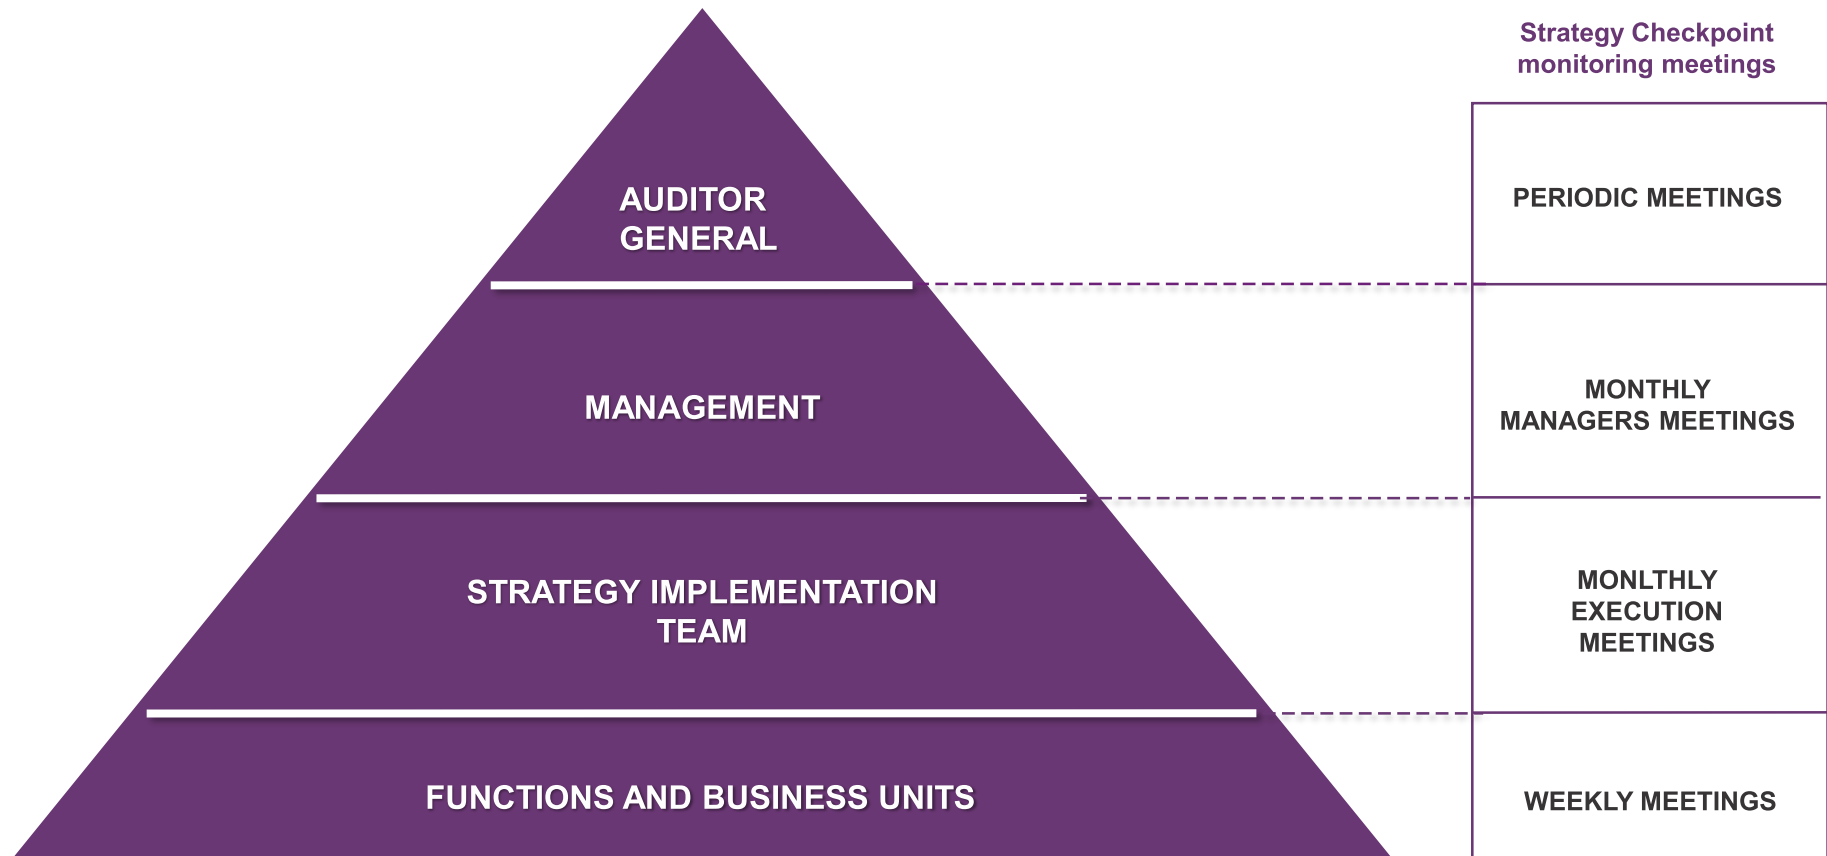 Strategy Checkpoint
monitoring meetings
AUDITOR
GENERAL
PERIODIC MEETINGS
MANAGEMENT
MONTHLY
MANAGERS MEETINGS
STRATEGY IMPLEMENTATION
TEAM
MONLTHLY
EXECUTION
MEETINGS
FUNCTIONS AND BUSINESS UNITS
WEEKLY MEETINGS